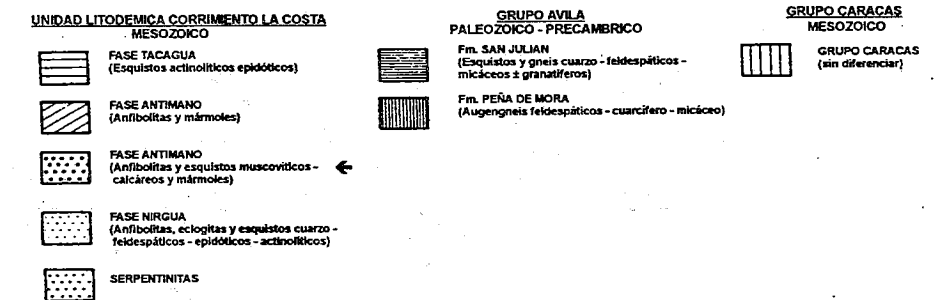 UNIDAD LITODEMICA CORRIMIENTO LA COSTA
MESOZOICO
FASE TACAGUA
(Esquistos actinolíticos epidóticos)
FASE ANTIMANO
(Anfibolitas y mármoles)
FASE ANTIMANO
(Anfibolitas y esquistos muscovíticos -
calcáreos y mármoles)
FASE NIRGUA
(Anfibolitas, eclogitas y esquistos cuarzo -
feldespáticos - epidóticos - actinolíticos)
SERPENTINITAS
GRUPO AVILA
PALEOZOICO - PRECAMBRICO
Fm. SAN JULIAN
(Esquistos y gneis cuarzo - feldespáticos -
micáceos ± granatíferos)
Fm. PEÑA DE MORA
(Augengneis feldespáticos - cuarcífero - micáceo)
GRUPO CARACAS
MESOZOICO
GRUPO CARACAS
(sin diferenciar)